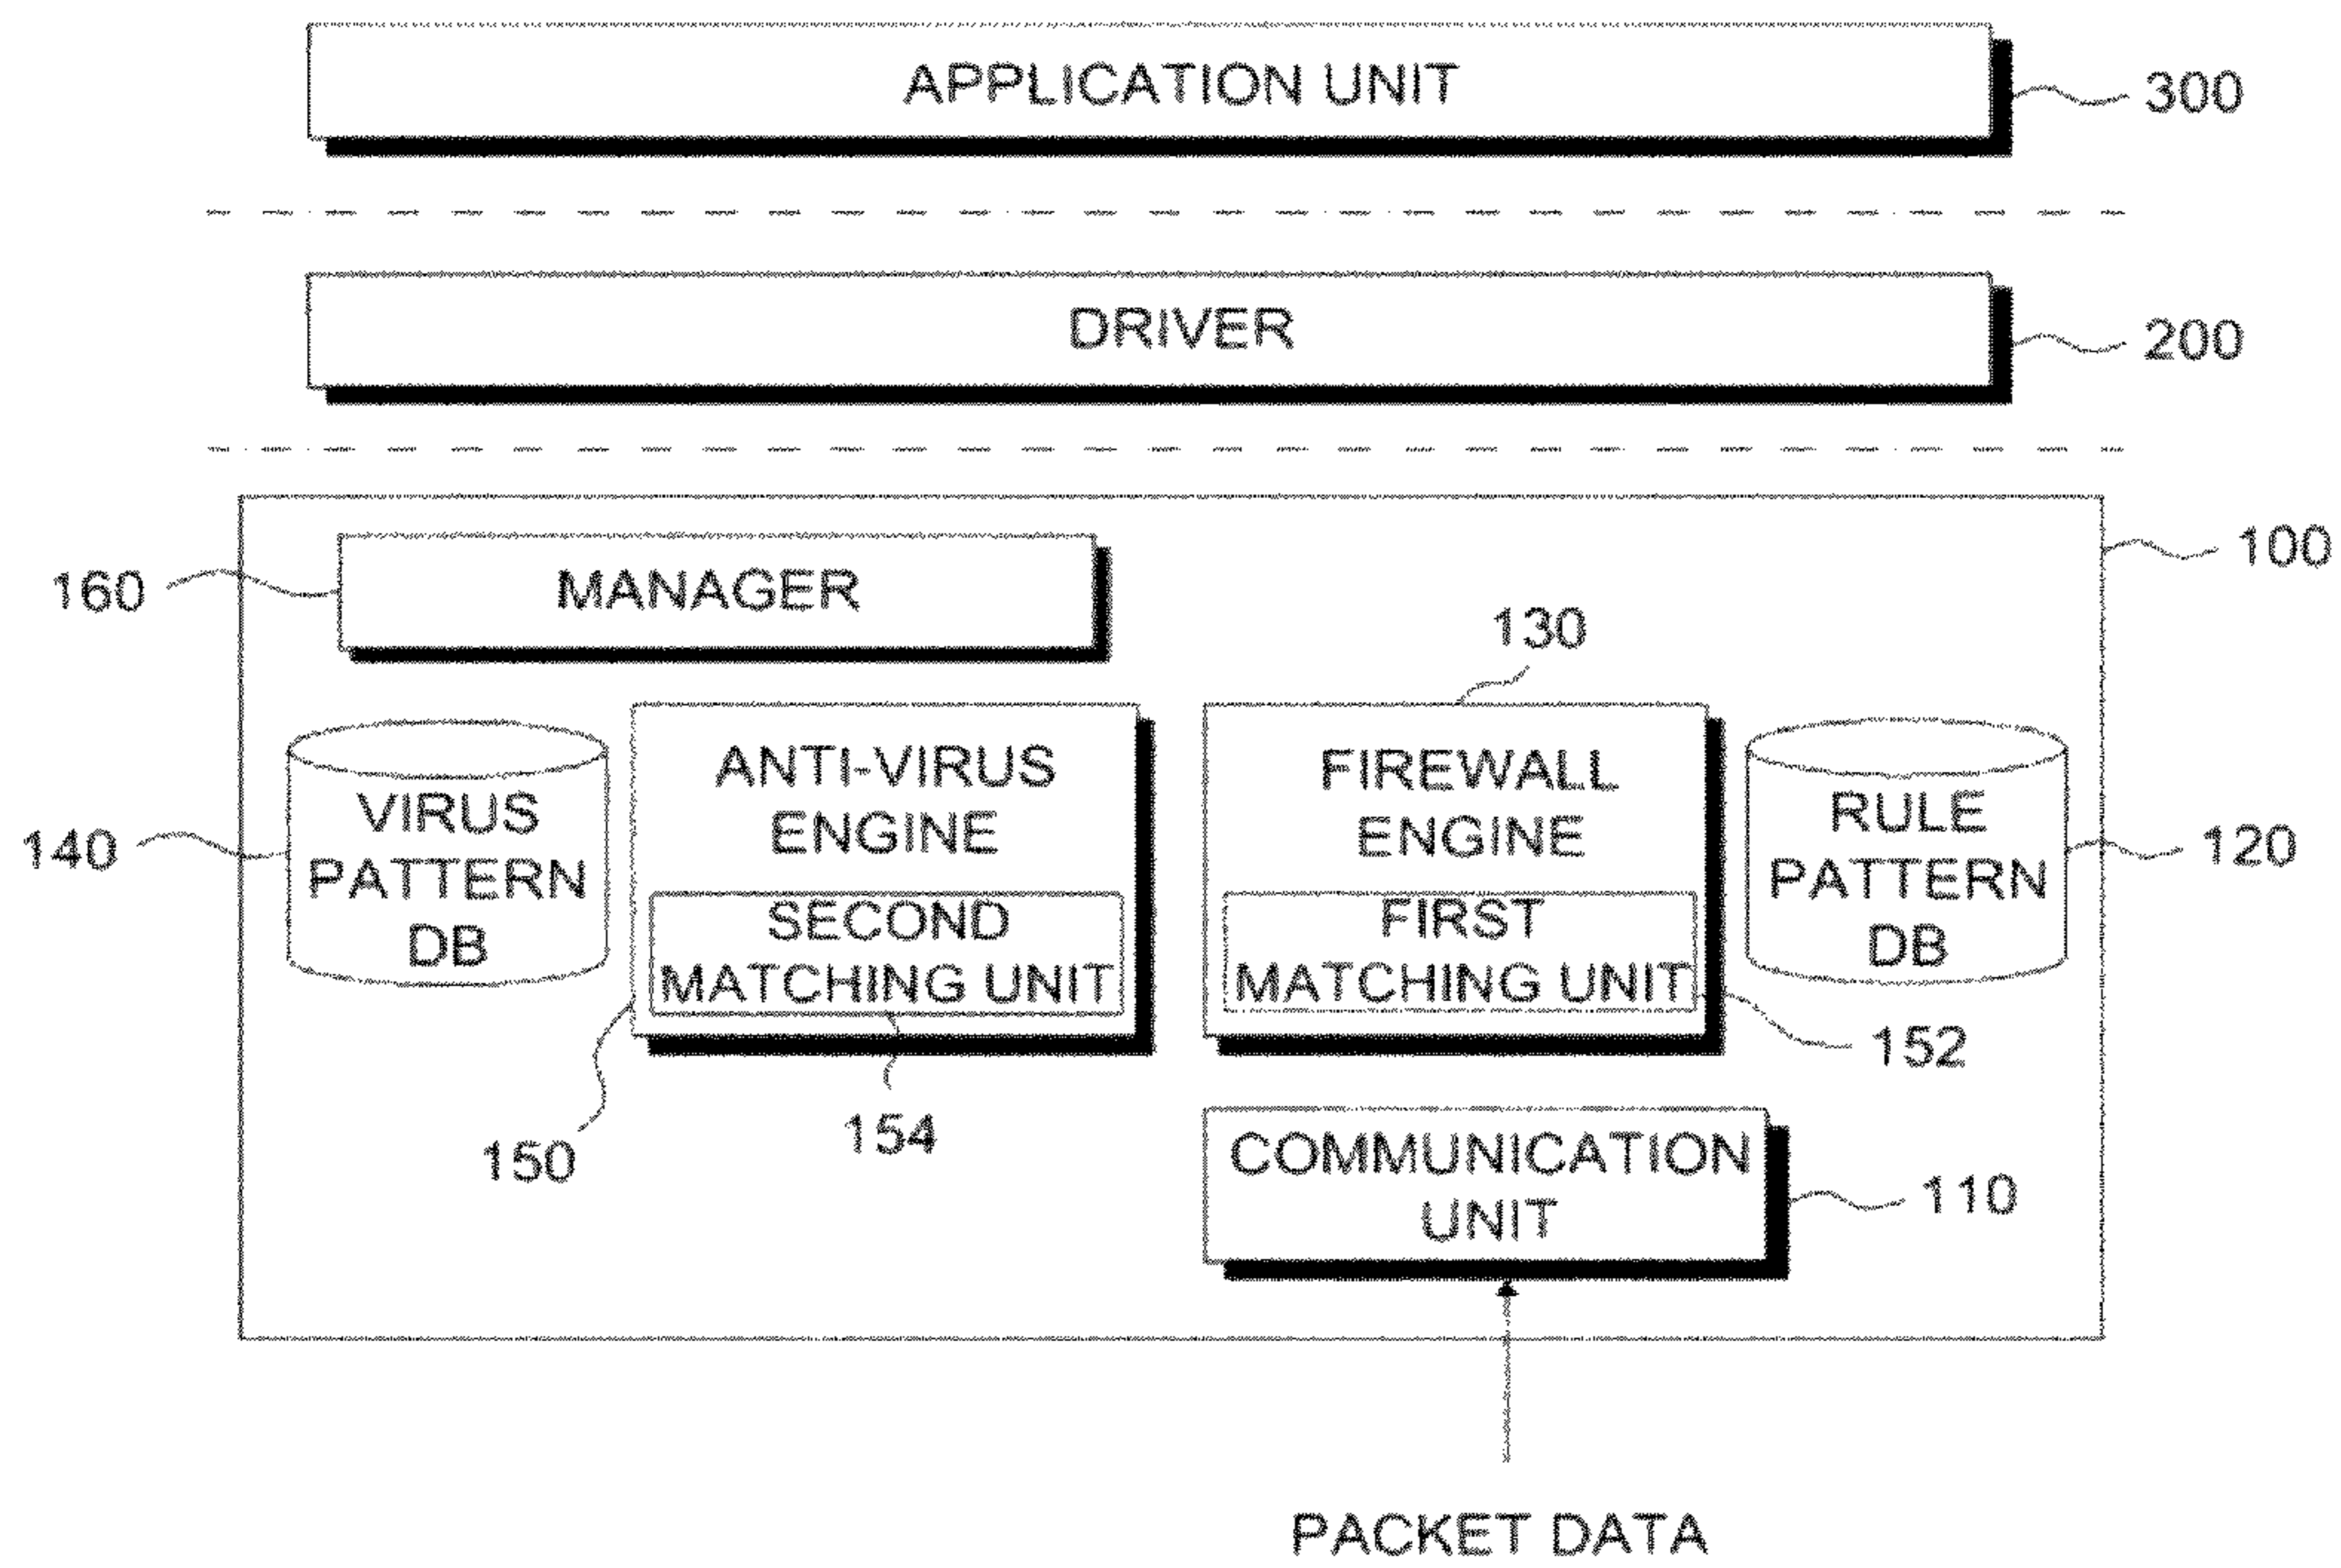 APPLICATION UNIT
300
DRIVER
200
100
160
MANAGER
130
VIRUS
PATTERN
DB
140
ANTI-VIRUS
ENGINE
SECOND
MATCHING UNIT
FIREWALL
ENGINE
FIRST
MATCHING UNIT
RULE
PATTERN
DB
120
152
150
154
COMMUNICATION
UNIT
110
PACKET DATA